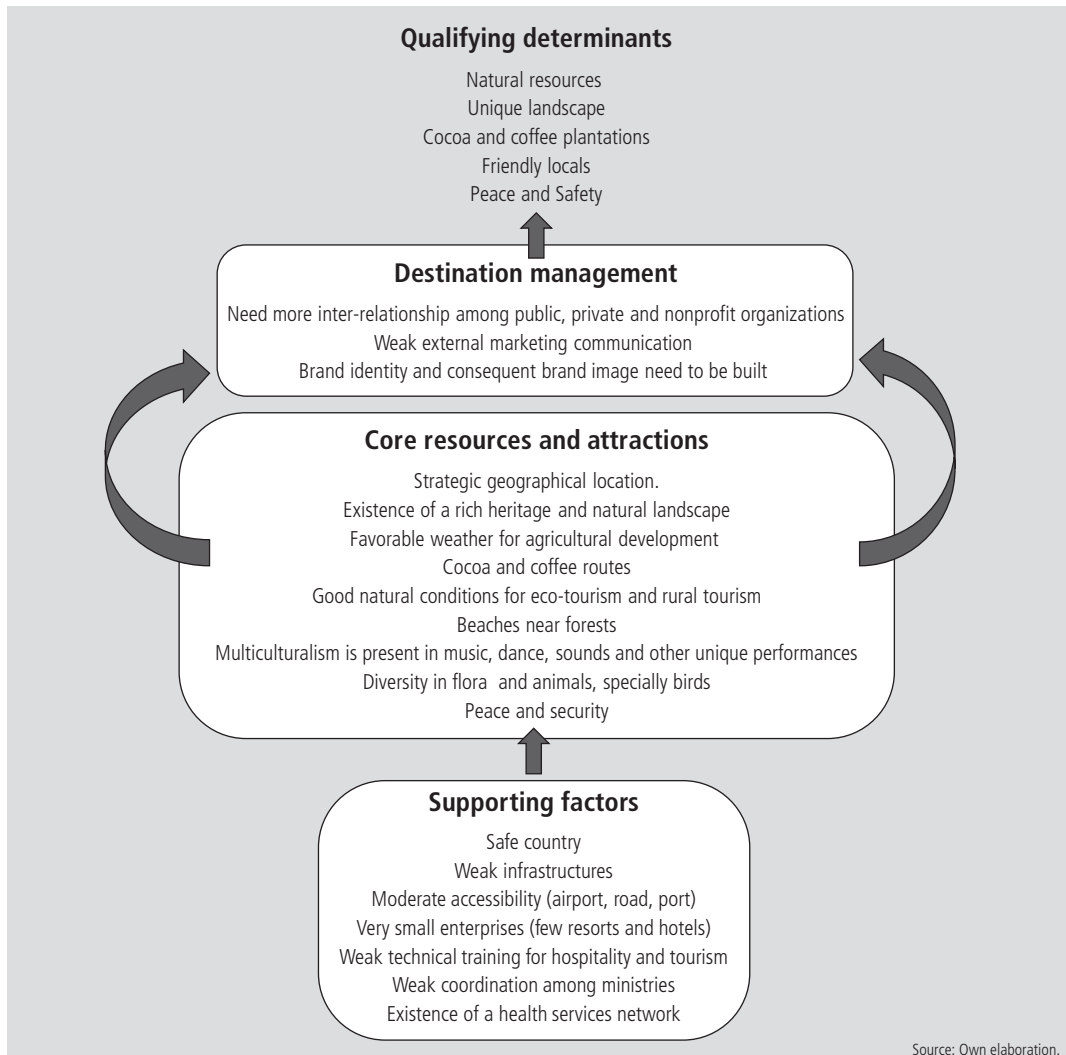 Qualifying determinants
Natural resources
Unique landscape
Cocoa and coffee plantations
Friendly locals
Peace and Safety
Destination management
Need more inter-relationship among public, private and nonprofit organizations
Weak external marketing communication
Brand identity and consequent brand image need to be built
Core resources and attractions
Strategic geographical location.
Existence of a rich heritage and natural landscape
Favorable weather for agricultural development
Cocoa and coffee routes
Good natural conditions for eco-tourism and rural tourism
Beaches near forests
Multiculturalism is present in music, dance, sounds and other unique performances
Diversity in flora and animals, specially birds
Peace and security
Supporting factors
Safe country
Weak infrastructures
Moderate accessibility (airport, road, port)
Very small enterprises (few resorts and hotels)
Weak technical training for hospitality and tourism
Weak coordination among ministries
Existence of a health services network
Source: Own elaboration.